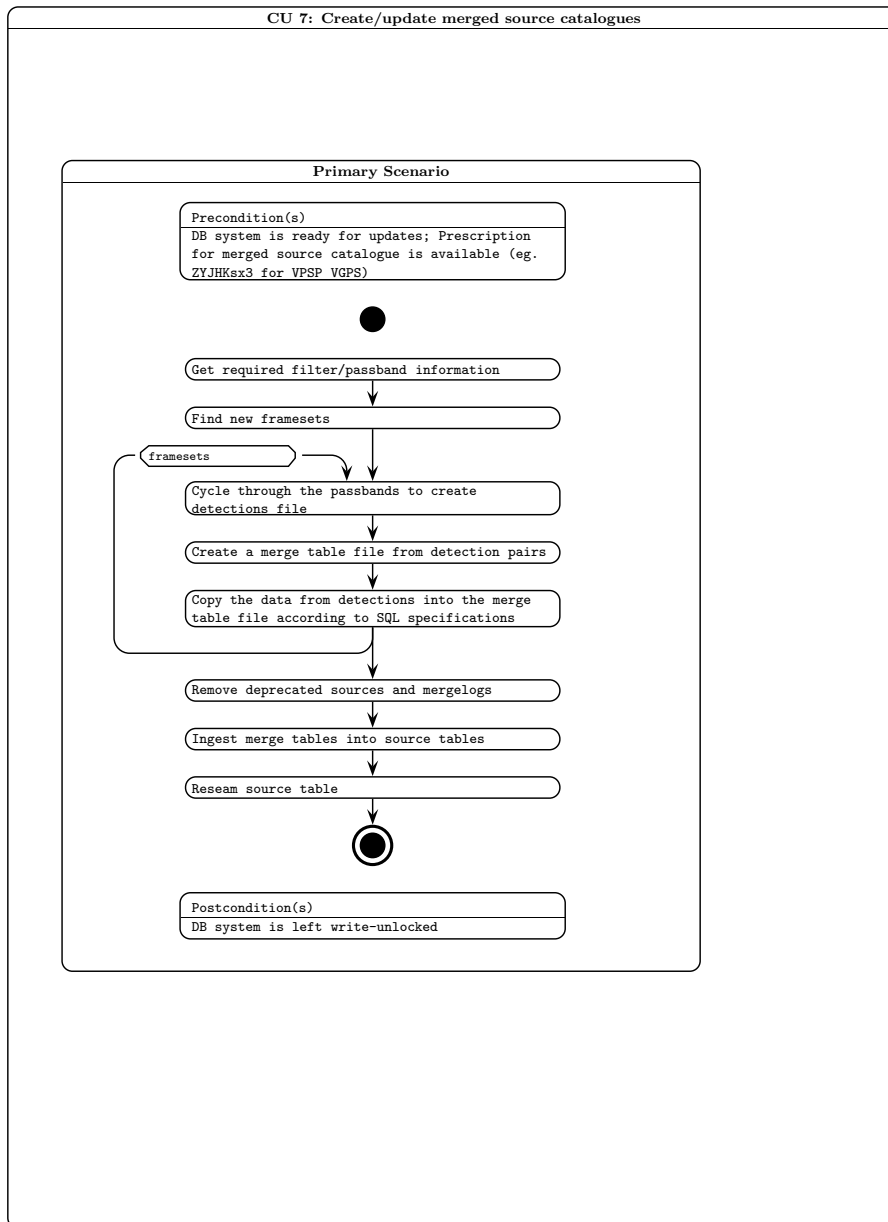 CU 7: Create/update merged source catalogues
Primary Scenario
Precondition(s)
DB system is ready for updates; Prescription
for merged source catalogue is available (eg.
ZYJHKsx3 for VPSP VGPS)
Get required filter/passband information
Find new framesets
framesets
Cycle through the passbands to create
detections file
Create a merge table file from detection pairs
Copy the data from detections into the merge
table file according to SQL specifications
Remove deprecated sources and mergelogs
Ingest merge tables into source tables
Reseam source table
Postcondition(s)
DB system is left write-unlocked